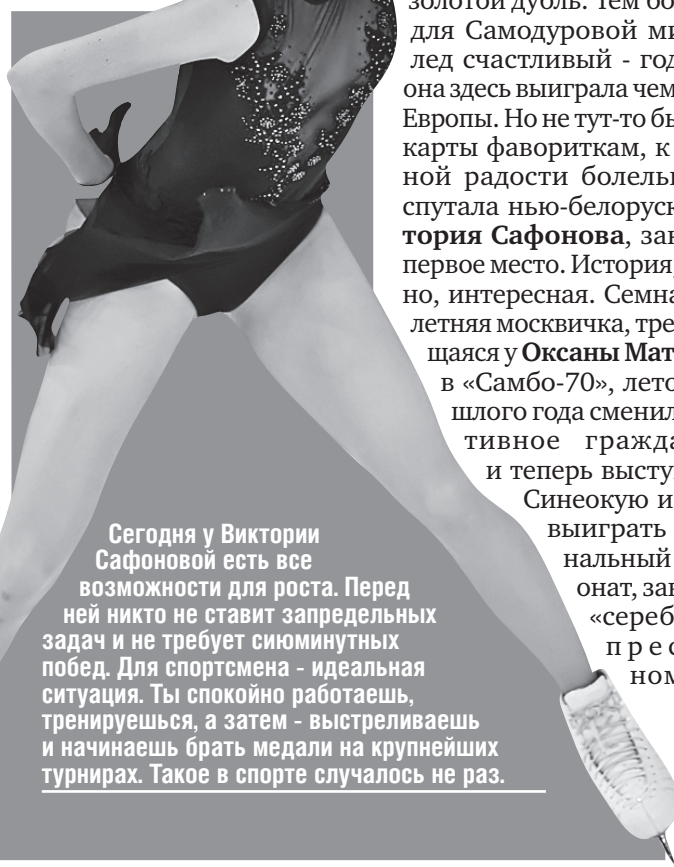 золотой дубль. Тем бо
для Самодуровой ми
лед счастливый - год
она здесь выиграла чем
Европы. Но не тут-то бы
карты фавориткам, к
ной радости болель
спутала нью-белоруск
тория Сафонова, зан
первое место. История,
но, интересная. Семна
летняя москвичка, тре
щаяся у Оксаны Мат
в «Самбо-70», лето
шлого года сменил
тивное гражда
и теперь высту
Синеокую и
выиграть
нальный
онат, зав
«сереб
прес
ном
Сегодня у Виктории
Сафоновой есть все
возможности для роста. Перед
ней никто не ставит запредельных
задач и не требует сиюминутных
побед. Для спортсмена - идеальная
ситуация. Ты спокойно работаешь,
тренируешься, а затем - выстреливаешь
и начинаешь брать медали на крупнейших
турнирах. Такое в спорте случалось не раз.